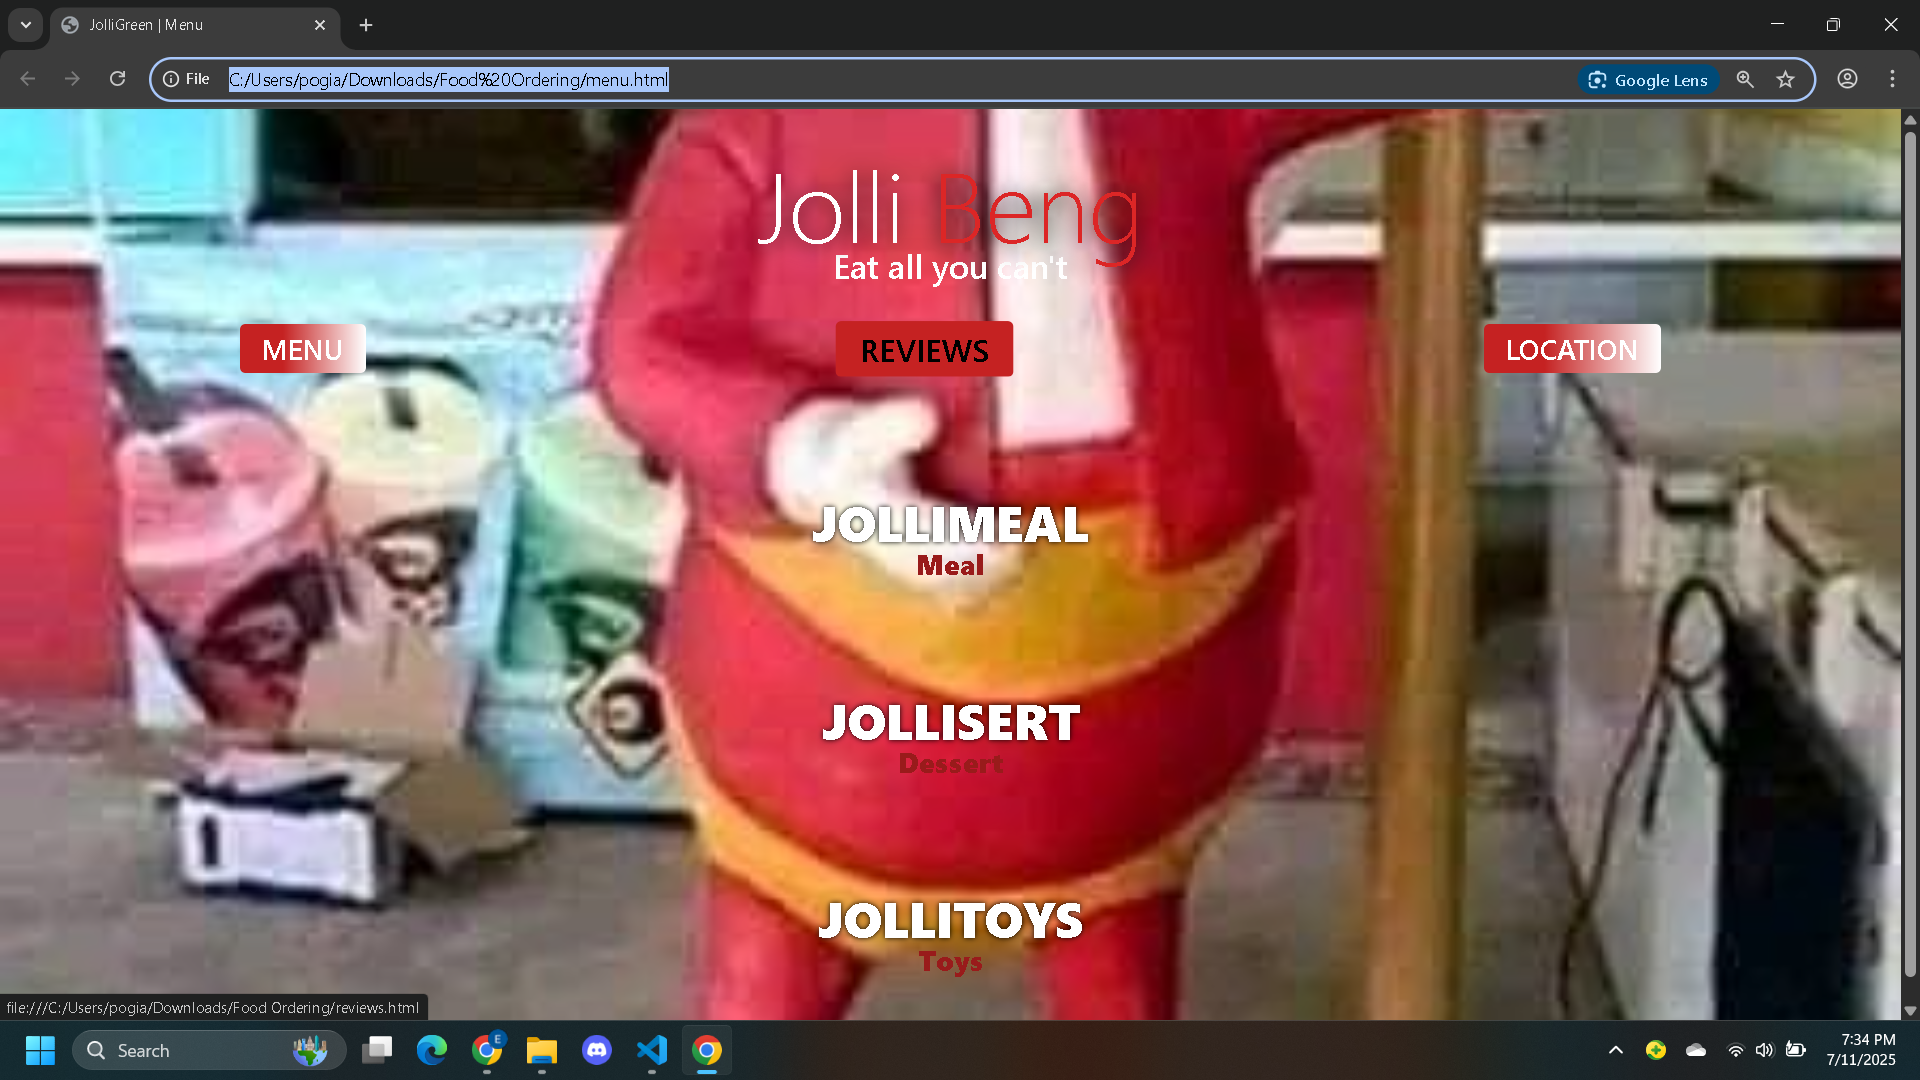 JolliGreen | Menu
File
C:/Users/pogia/Downloads/Food%20Ordering/menu.html
Google Lens
Jolli Beng
Eat all you can't
MENU
REVIEWS
LOCATION
JOLLIMEAL
Meal
JOLLISERT
Dessert
JOLLITOYS
Toys
file:///C:/Users/pogia/Downloads/Food Ordering/reviews.html
Search
E
7:34 PM
7/11/2025